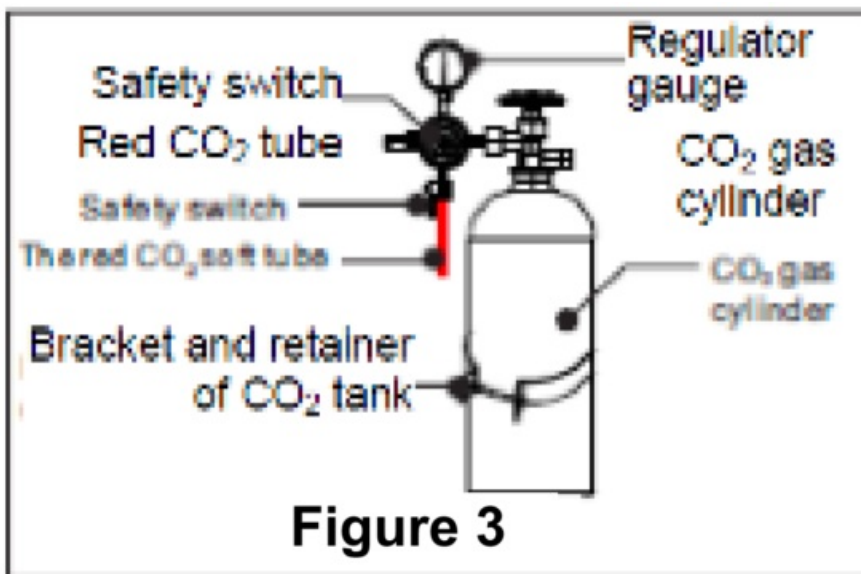 Safety switch
Red CO₂ tube
Safety switch
The red CO₂ soft tube
Bracket and retainer
of CO₂ tank
Regulator
gauge
CO₂ gas
cylinder
CO₂ gas
cylinder
Figure 3